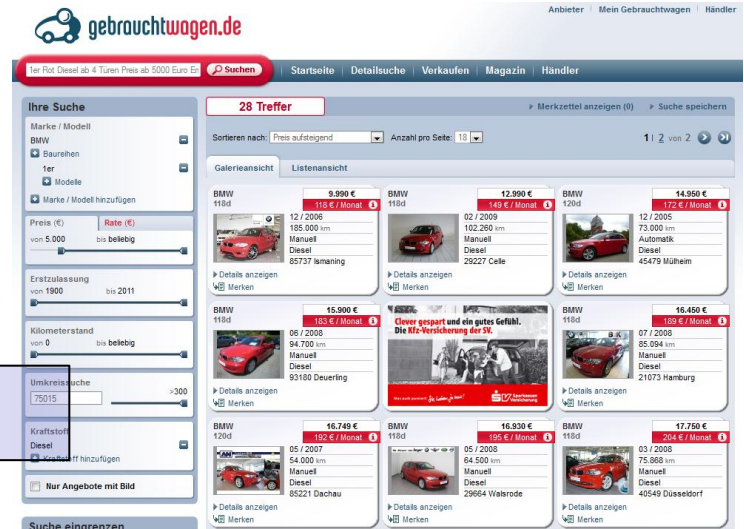 Anbieter | Mein Gebrauchtwagen | Händler
gebrauchtwagen.de
1er Rot Diesel ab 4 Türen Preis ab 5000 Euro En
Suchen
Startseite | Detailsuche | Verkaufen | Magazin | Händler
Ihre Suche
Marke / Modell
BMW
Baureihen
1er
Modelle
Marke / Modell hinzufügen
Preis (€) Rate (€)
von 5.000 bis beliebig
Erstzulassung
von 1900 bis 2011
Kilometerstand
von 0 bis beliebig
Umkreissuche
75015 >300
Kraftstoff
Diesel
Kraftstoff hinzufügen
Nur Angebote mit Bild
Suche eingrenzen
28 Treffer
Merkzettel anzeigen (0) Suche speichern
Sortieren nach: Preis aufsteigend Anzahl pro Seite: 18 1 | 2 von 2
Galerieansicht Listenansicht
BMW 9.990 €
118d 118 € / Monat
12 / 2006
185.000 km
Manuell
Diesel
85737 Ismaning
Details anzeigen
Merken
BMW 12.990 €
118d 149 € / Monat
02 / 2009
102.260 km
Manuell
Diesel
29227 Celle
Details anzeigen
Merken
BMW 14.950 €
120d 172 € / Monat
12 / 2005
73.000 km
Automatik
Diesel
45479 Mülheim
Details anzeigen
Merken
BMW 15.900 €
118d 183 € / Monat
06 / 2008
94.700 km
Manuell
Diesel
93180 Deuerling
Details anzeigen
Merken
Clever gespart und ein gutes Gefühl.
Die Kfz-Versicherung der SV.
Sparkassen
Versicherung
BMW 16.450 €
118d 189 € / Monat
07 / 2008
85.094 km
Manuell
Diesel
21073 Hamburg
Details anzeigen
Merken
BMW 16.749 €
120d 192 € / Monat
05 / 2007
54.000 km
Manuell
Diesel
85221 Dachau
Details anzeigen
Merken
BMW 16.930 €
118d 195 € / Monat
05 / 2008
64.500 km
Manuell
Diesel
29664 Walsrode
Details anzeigen
Merken
BMW 17.750 €
118d 204 € / Monat
03 / 2008
75.868 km
Manuell
Diesel
40549 Düsseldorf
Details anzeigen
Merken